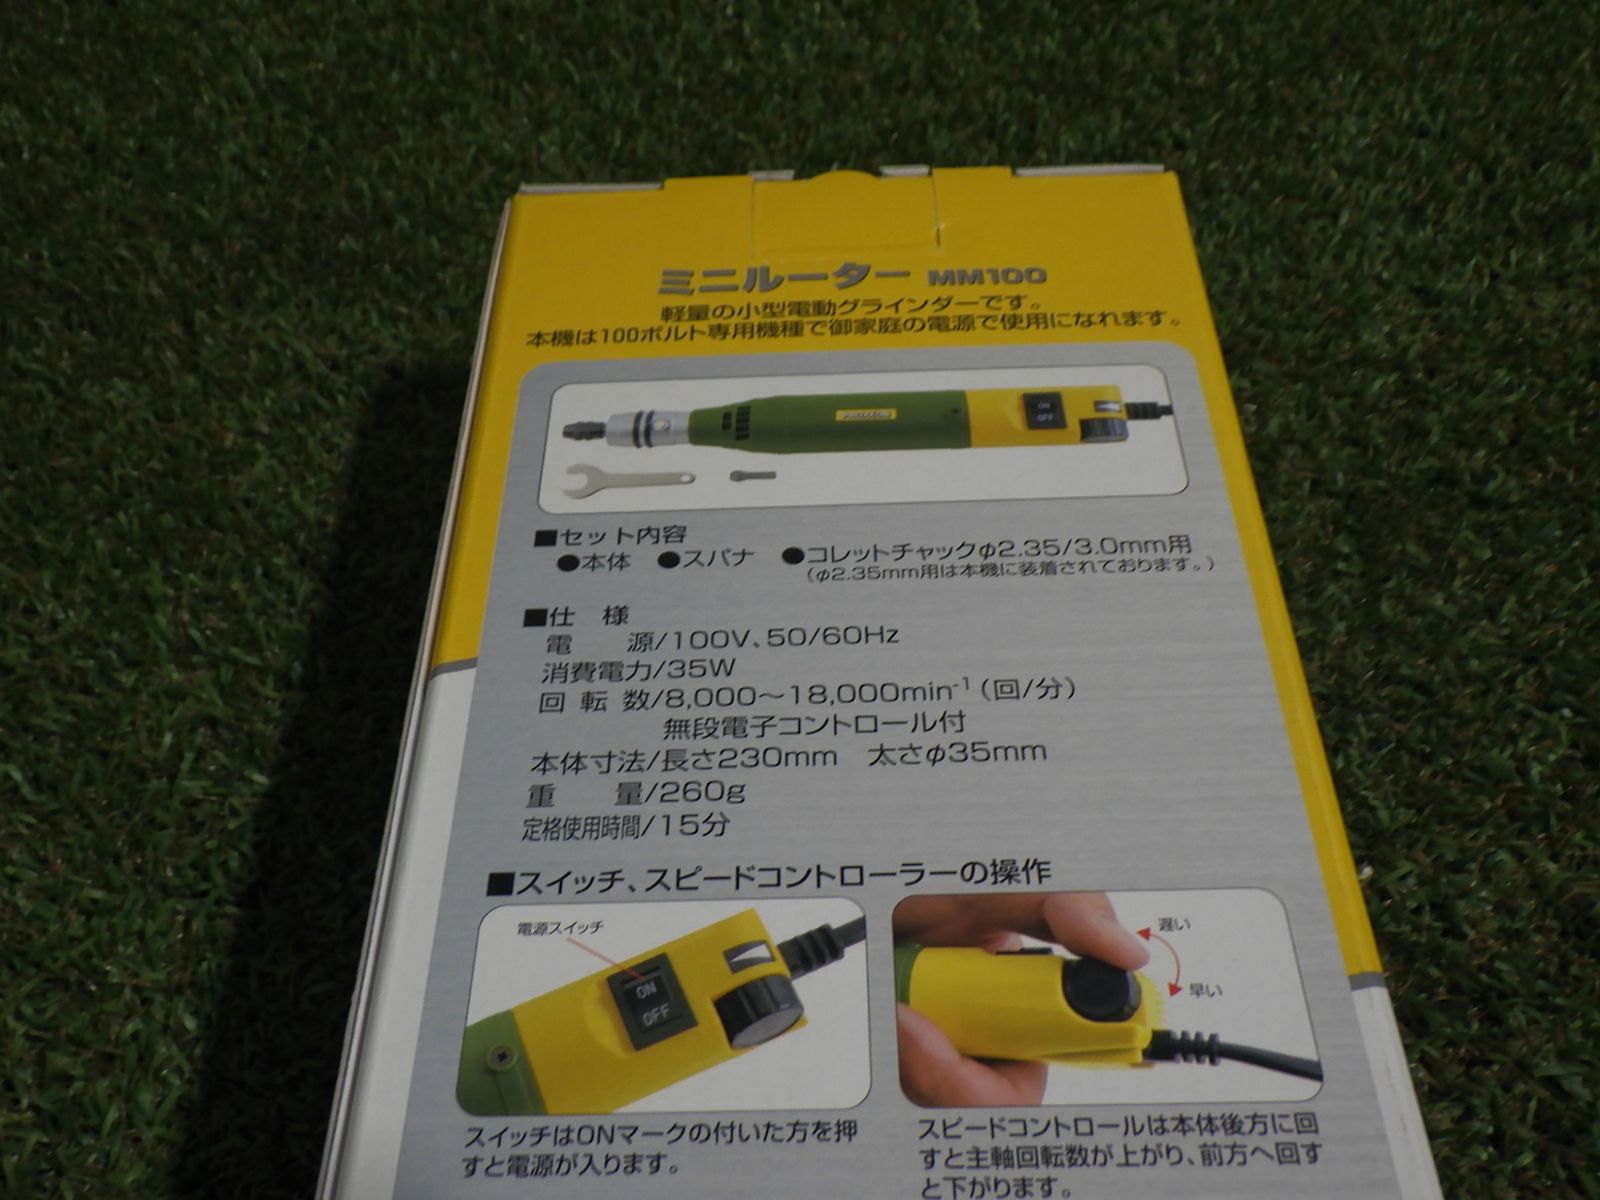 ミニルーター MM100
軽量の小型電動グラインダーです。
本機は100ボルト専用機種で御家庭の電源で使用になれます。
PROXXON
ON
OFF
■セット内容
●本体 ●スパナ ●コレットチャックφ2.35/3.0mm用
(φ2.35mm用は本機に装着されております。)
■仕 様
電 源/100V、50/60Hz
消費電力/35W
回 転 数/8,000～18,000min-1 (回/分)
無段電子コントロール付
本体寸法/長さ230mm 太さφ35mm
重 量/260g
定格使用時間/15分
■スイッチ、スピードコントローラーの操作
電源スイッチ
ON
OFF
遅い
早い
スイッチはONマークの付いた方を押
すと電源が入ります。
スピードコントロールは本体後方に回
すと主軸回転数が上がり、前方へ回す
と下がります。